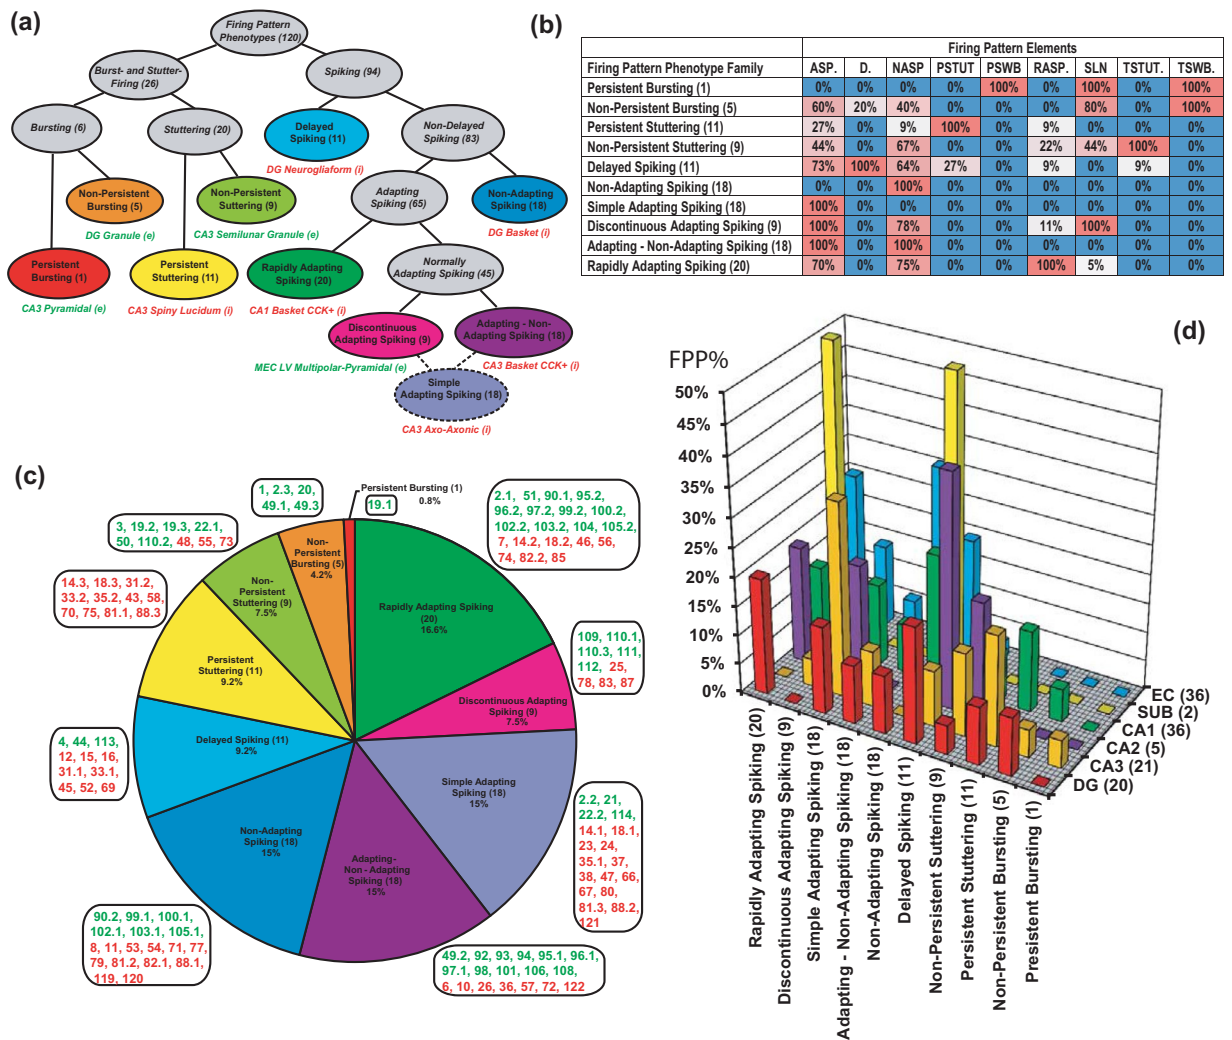 (a)
Firing Pattern
Phenotypes (120)
Burst- and Stutter-
Firing (26)
Spiking (94)
Bursting (6)
Stuttering (20)
Delayed
Spiking (11)
DG Neurogliaform (i)
Non-Delayed
Spiking (83)
Non-Persistent
Bursting (5)
DG Granule (e)
Non-Persistent
Suttering (9)
CA3 Semilunar Granule (e)
Adapting
Spiking (65)
Non-Adapting
Spiking (18)
DG Basket (i)
Persistent
Bursting (1)
CA3 Pyramidal (e)
Persistent
Stuttering (11)
CA3 Spiny Lucidum (i)
Rapidly Adapting
Spiking (20)
CA1 Basket CCK+ (i)
Normally
Adapting Spiking (45)
Discontinuous
Adapting Spiking (9)
MEC LV Multipolar-Pyramidal (e)
Adapting - Non-
Adapting Spiking (18)
CA3 Basket CCK+ (i)
Simple
Adapting Spiking (18)
CA3 Axo-Axonic (i)
(b)
Firing Pattern Elements
Firing Pattern Phenotype Family ASP. D. NASP PSTUT PSWB RASP. SLN TSTUT. TSWB.
Persistent Bursting (1) 0% 0% 0% 0% 100% 0% 100% 0% 100%
Non-Persistent Bursting (5) 60% 20% 40% 0% 0% 0% 80% 0% 100%
Persistent Stuttering (11) 27% 0% 9% 100% 0% 9% 0% 0% 0%
Non-Persistent Stuttering (9) 44% 0% 67% 0% 0% 22% 44% 100% 0%
Delayed Spiking (11) 73% 100% 64% 27% 0% 9% 0% 9% 0%
Non-Adapting Spiking (18) 0% 0% 100% 0% 0% 0% 0% 0% 0%
Simple Adapting Spiking (18) 100% 0% 0% 0% 0% 0% 0% 0% 0%
Discontinuous Adapting Spiking (9) 100% 0% 78% 0% 0% 11% 100% 0% 0%
Adapting - Non-Adapting Spiking (18) 100% 0% 100% 0% 0% 0% 0% 0% 0%
Rapidly Adapting Spiking (20) 70% 0% 75% 0% 0% 100% 5% 0% 0%
(c)
Persistent Bursting (1)
0.8%
19.1
2.1, 51, 90.1, 95.2,
96.2, 97.2, 99.2, 100.2,
102.2, 103.2, 104, 105.2,
7, 14.2, 18.2, 46, 56,
74, 82.2, 85
Rapidly Adapting Spiking
(20)
16.6%
109, 110.1,
110.3, 111,
112, 25,
78, 83, 87
Discontinuous Adapting
Spiking (9)
7.5%
2.2, 21,
22.2, 114,
14.1, 18.1,
23, 24,
35.1, 37,
38, 47, 66,
67, 80,
81.3, 88.2,
121
Simple Adapting
Spiking (18)
15%
49.2, 92, 93, 94, 95.1, 96.1,
97.1, 98, 101, 106, 108,
6, 10, 26, 36, 57, 72, 122
Adapting-
Non - Adapting
Spiking (18)
15%
90.2, 99.1, 100.1,
102.1, 103.1, 105.1,
8, 11, 53, 54, 71, 77,
79, 81.2, 82.1, 88.1,
119, 120
Non-Adapting
Spiking (18)
15%
4, 44, 113,
12, 15, 16,
31.1, 33.1,
45, 52, 69
Delayed Spiking (11)
9.2%
14.3, 18.3, 31.2,
33.2, 35.2, 43, 58,
70, 75, 81.1, 88.3
Persistent
Stuttering (11)
9.2%
3, 19.2, 19.3, 22.1,
50, 110.2, 48, 55, 73
Non-
Persistent
Stuttering (9)
7.5%
1, 2.3, 20,
49.1, 49.3
Non-
Persistent
Bursting (5)
4.2%
(d)
FPP%
50%
45%
40%
35%
30%
25%
20%
15%
10%
5%
0%
Rapidly Adapting Spiking (20)
Discontinuous Adapting Spiking (9)
Simple Adapting Spiking (18)
Adapting - Non-Adapting Spiking (18)
Non-Adapting Spiking (18)
Delayed Spiking (11)
Non-Persistent Suttering (9)
Persistent Stuttering (11)
Non-Persistent Bursting (5)
Presistent Bursting (1)
EC (36)
SUB (2)
CA1 (36)
CA2 (5)
CA3 (21)
DG (20)